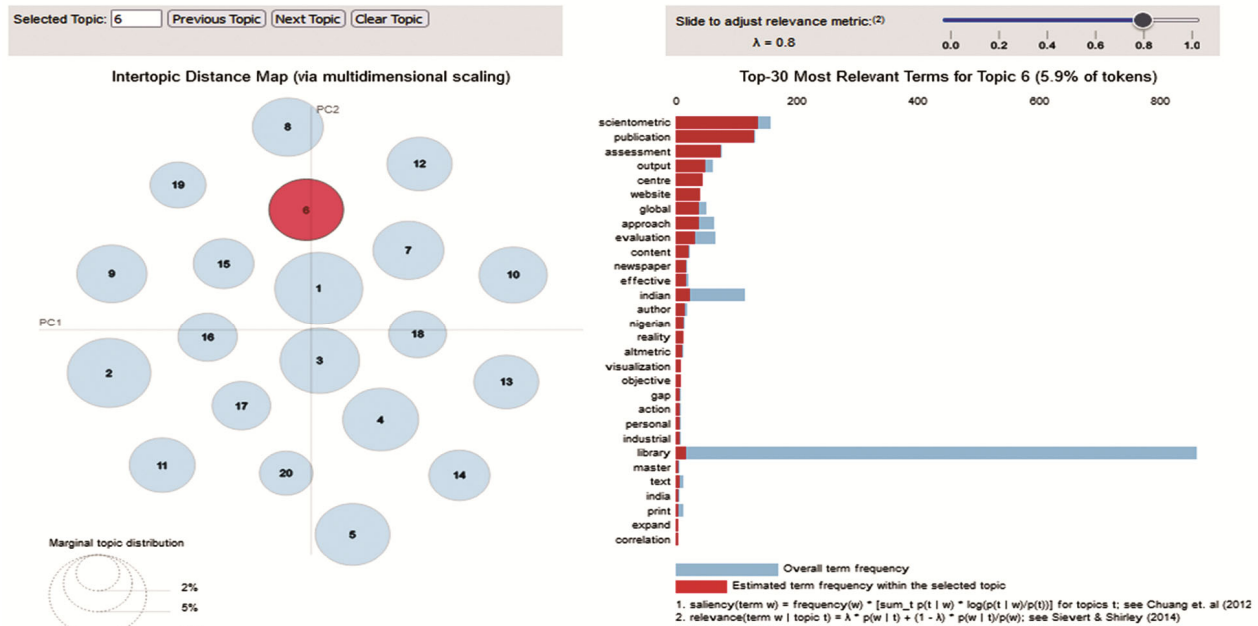 Selected Topic: 6 Previous Topic Next Topic Clear Topic
Slide to adjust relevance metric:(2)
λ = 0.8
0.0 0.2 0.4 0.6 0.8 1.0
Intertopic Distance Map (via multidimensional scaling)
PC2
PC1
8
12
19
6
7
15
9
10
1
18
16
3
2
13
17
4
11
20
14
5
Marginal topic distribution
2%
5%
Top-30 Most Relevant Terms for Topic 6 (5.9% of tokens)
0 200 400 600 800
scientometric
publication
assessment
output
centre
website
global
approach
evaluation
content
newspaper
effective
indian
author
nigerian
reality
altmetric
visualization
objective
gap
action
personal
industrial
library
master
text
india
print
expand
correlation
Overall term frequency
Estimated term frequency within the selected topic
1. saliency(term w) = frequency(w) * [sum_t p(t | w) * log(p(t | w)/p(t))] for topics t; see Chuang et. al (2012
2. relevance(term w | topic t) = λ * p(w | t) + (1 - λ) * p(w | t)/p(w); see Sievert & Shirley (2014)